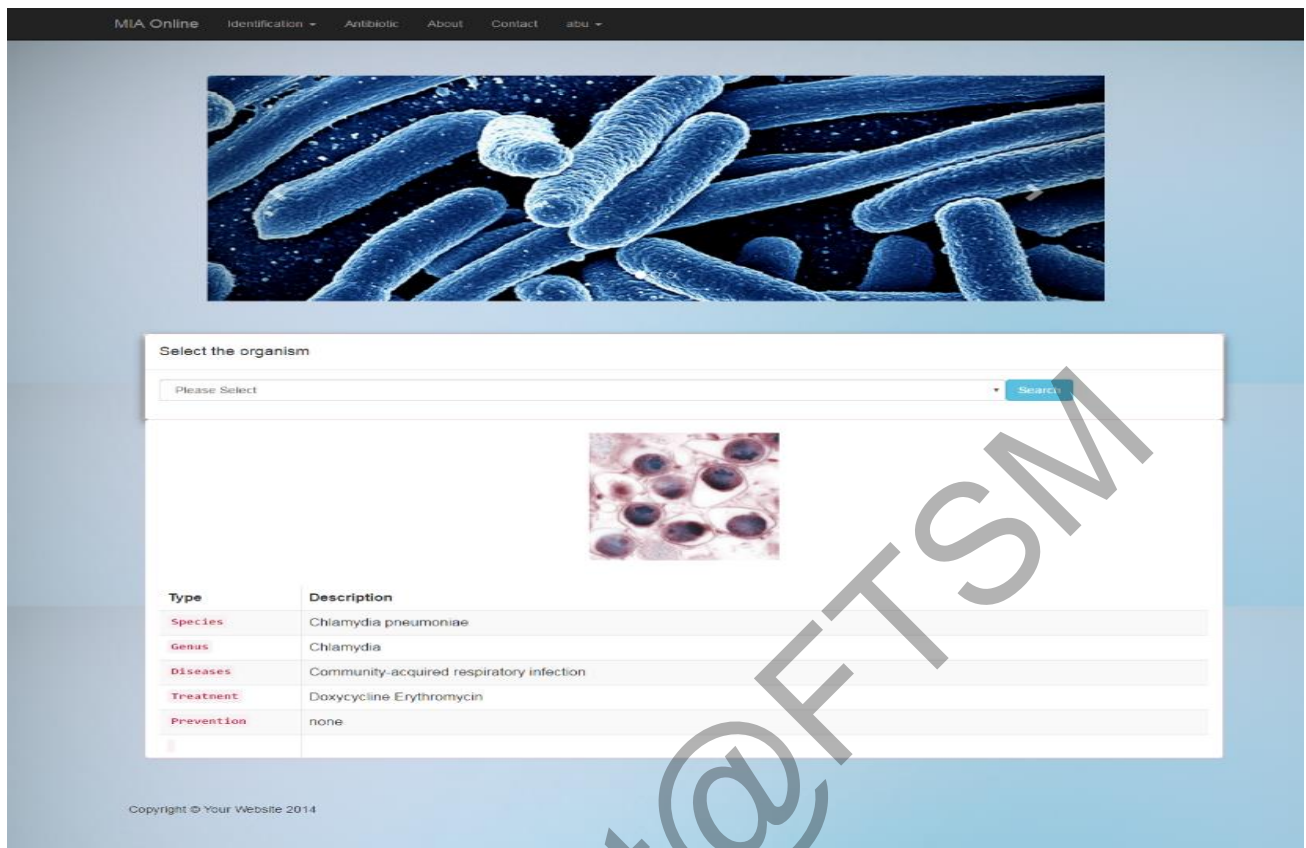 MIA Online Identification Antibiotic About Contact abu
Select the organism
Please Select Search
Type Description
Species Chlamydia pneumoniae
Genus Chlamydia
Diseases Community-acquired respiratory infection
Treatment Doxycycline Erythromycin
Prevention none
Copyright © Your Website 2014
t@FTSM